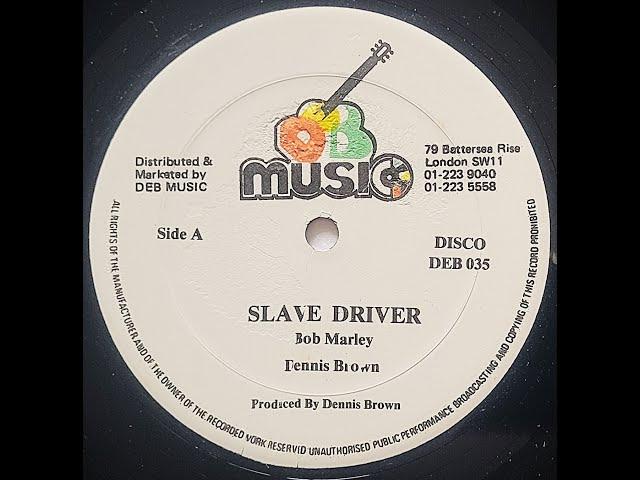 DEB
MUSIC
Distributed &
Marketed by
DEB MUSIC
79 Battersea Rise
London SW11
01-223 9040
01-223 5558
Side A
DISCO
DEB 035
SLAVE DRIVER
Bob Marley
Dennis Brown
Produced By Dennis Brown
ALL RIGHTS OF THE MANUFACTURER AND OF THE OWNER OF THE RECORDED WORK RESERVID UNAUTHORISED PUBLIC PERFORMANCE BROADCASTING AND COPYING OF THIS RECORD PROHIBITED